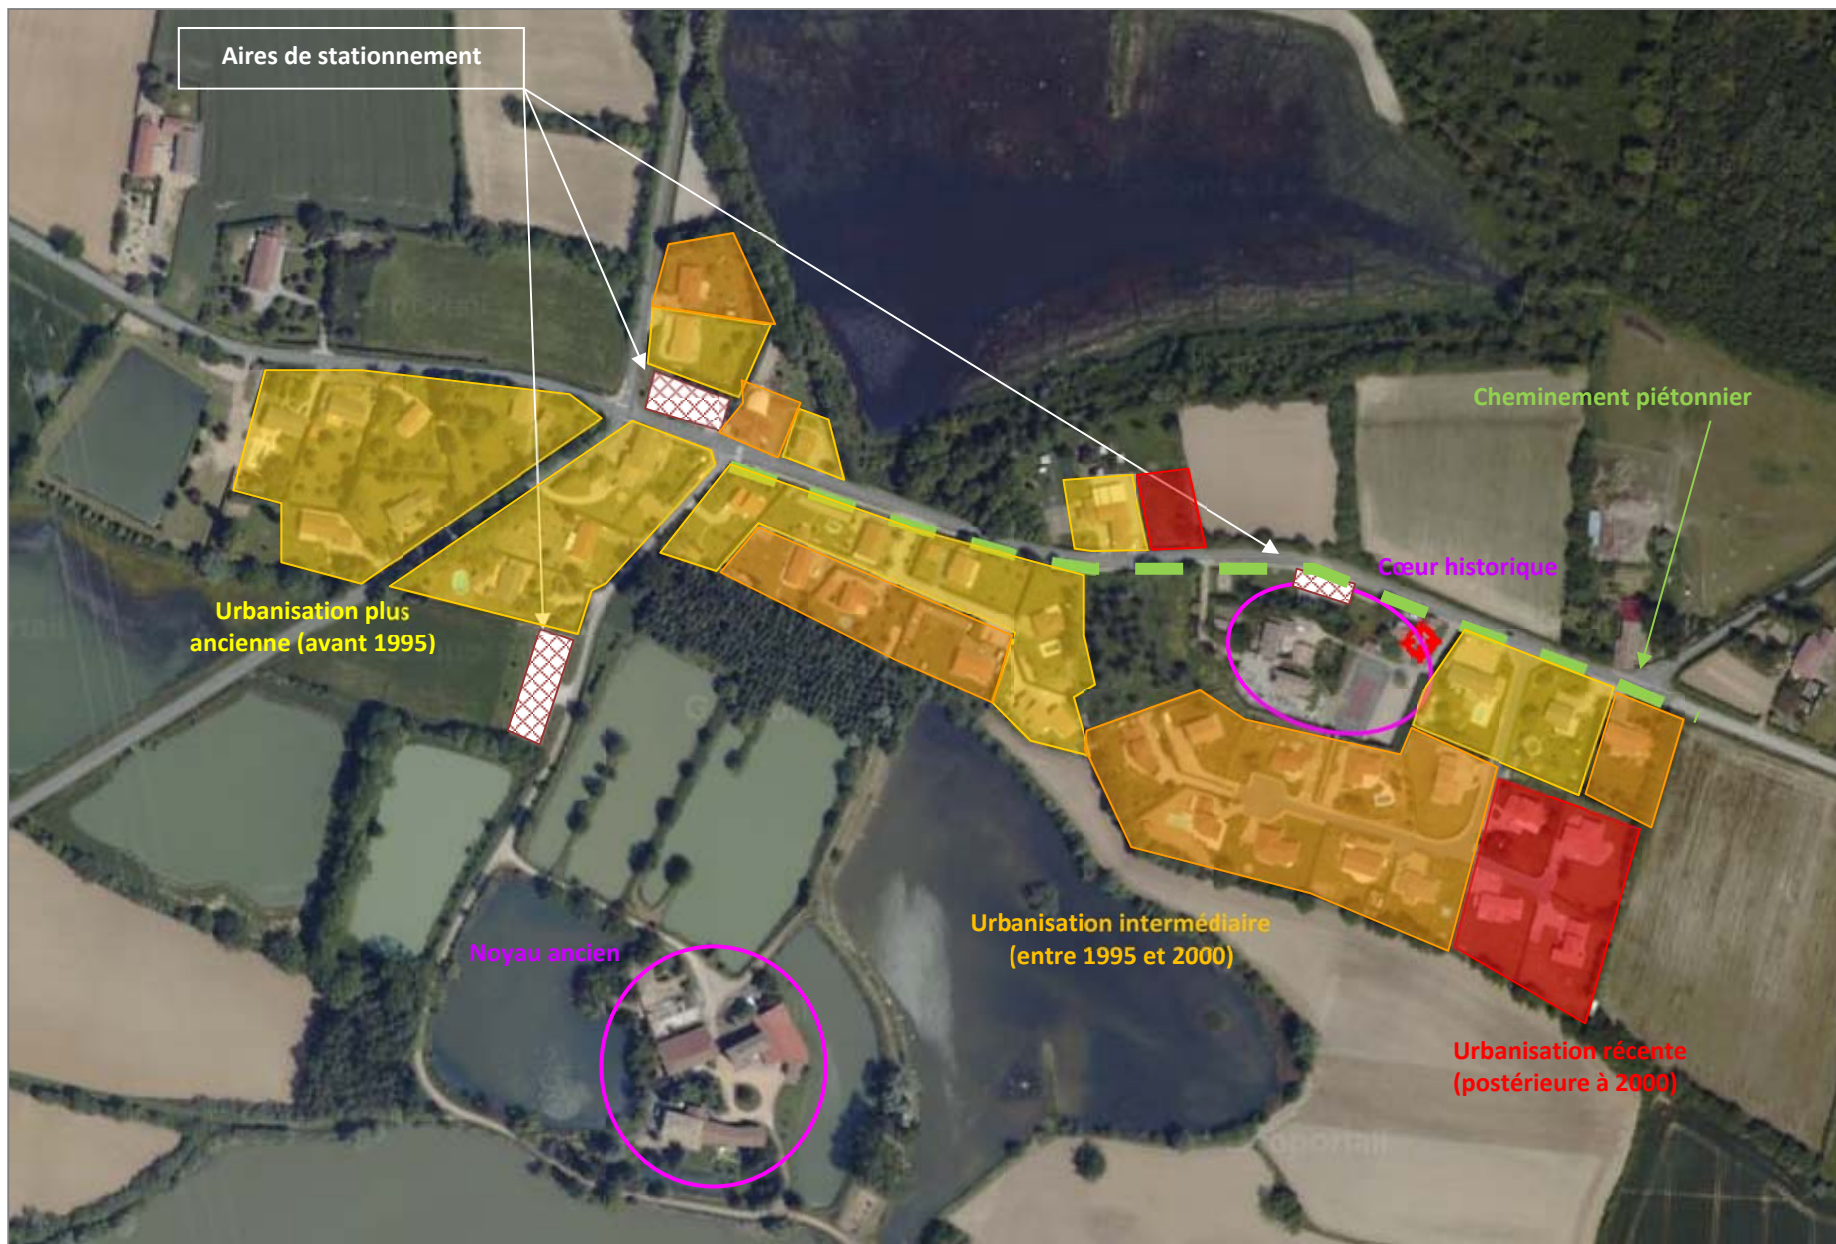 Aires de stationnement
Cheminement piétonnier
Cœur historique
Urbanisation plus
ancienne (avant 1995)
Urbanisation intermédiaire
(entre 1995 et 2000)
Noyau ancien
Urbanisation récente
(postérieure à 2000)